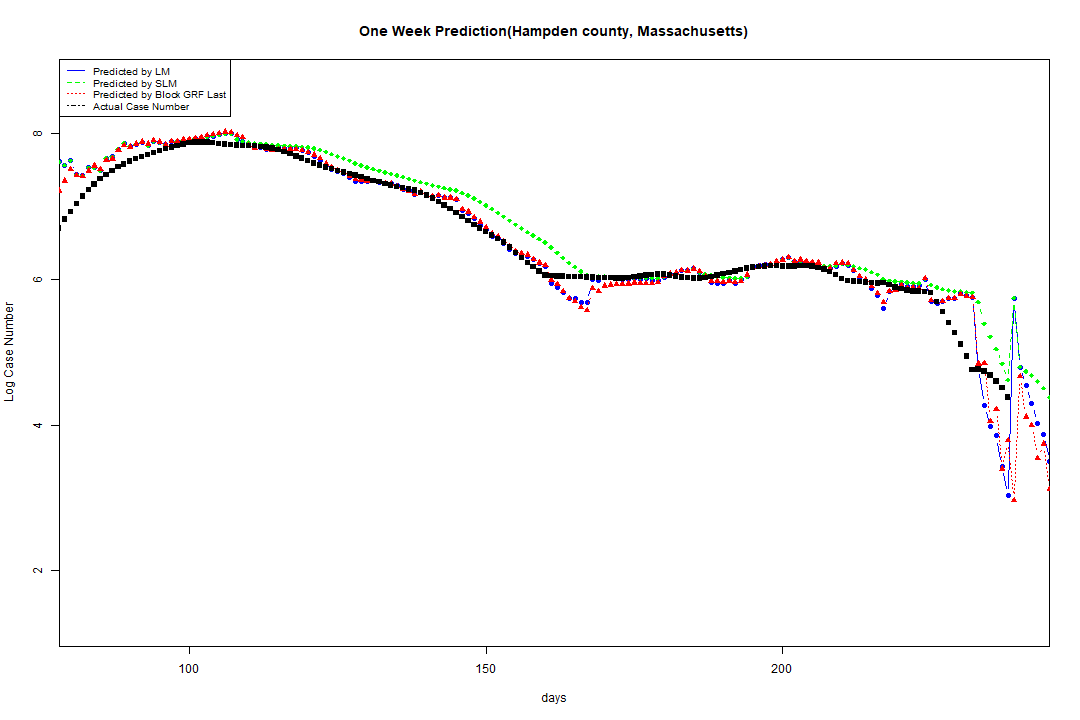 One Week Prediction(Hampden county, Massachusetts)
Predicted by LM
Predicted by SLM
Predicted by Block GRF Last
Actual Case Number
8
6
4
2
Log Case Number
100 150 200
days